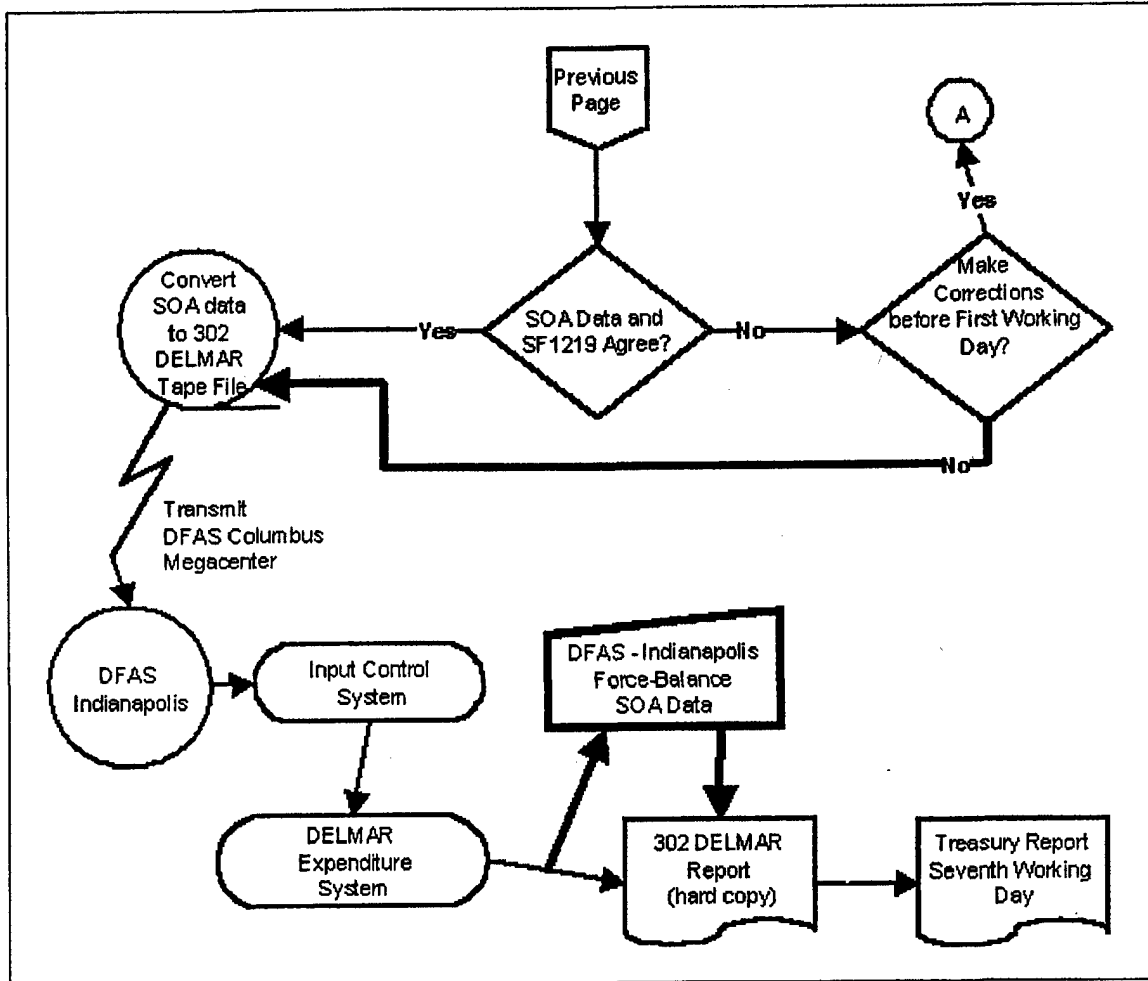 Previous
Page
A
Yes
Make
Corrections
before First Working
Day?
Convert
SOA data
to 302
DELMAR
Tape File
Yes
SOA Data and
SF1219 Agree?
No
No
Transmit
DFAS Columbus
Megacenter
DFAS
Indianapolis
Input Control
System
DFAS - Indianapolis
Force-Balance
SOA Data
DELMAR
Expenditure
System
302 DELMAR
Report
(hard copy)
Treasury Report
Seventh Working
Day